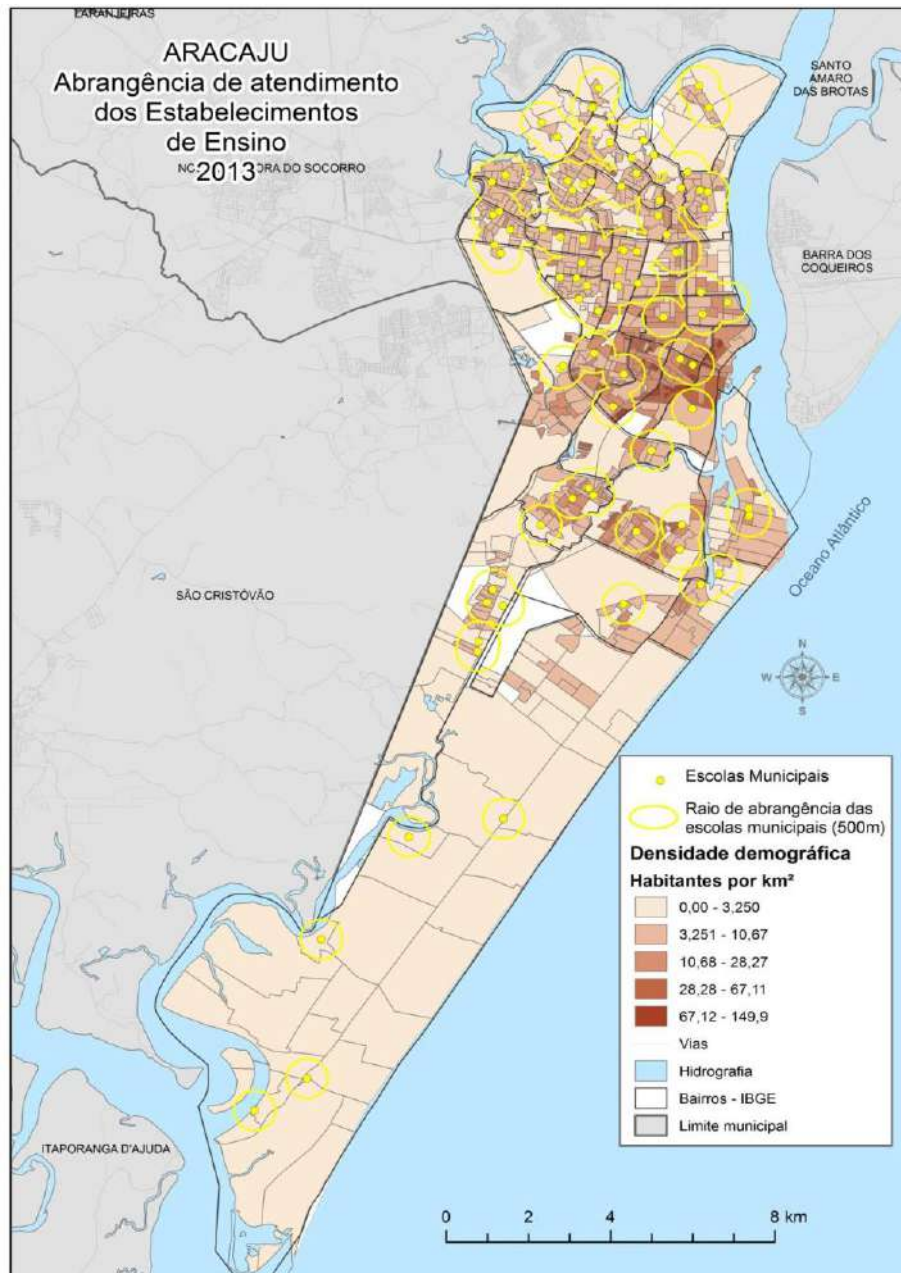 LARANJEIRAS
ARACAJU
Abrangência de atendimento
dos Estabelecimentos
de Ensino
2013
ORA DO SOCORRO
SANTO
AMARO
DAS BROTAS
BARRA DOS
COQUEIROS
Oceano Atlântico
SÃO CRISTÓVÃO
N
W
E
S
Escolas Municipais
Raio de abrangência das
escolas municipais (500m)
Densidade demográfica
Habitantes por km²
0,00 - 3,250
3,251 - 10,67
10,68 - 28,27
28,28 - 67,11
67,12 - 149,9
Vias
Hidrografia
Bairros - IBGE
Limite municipal
ITAPORANGA D'AJUDA
0 2 4 8 km